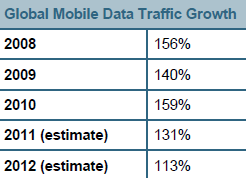 Global Mobile Data Traffic Growth
2008 156%
2009 140%
2010 159%
2011 (estimate) 131%
2012 (estimate) 113%